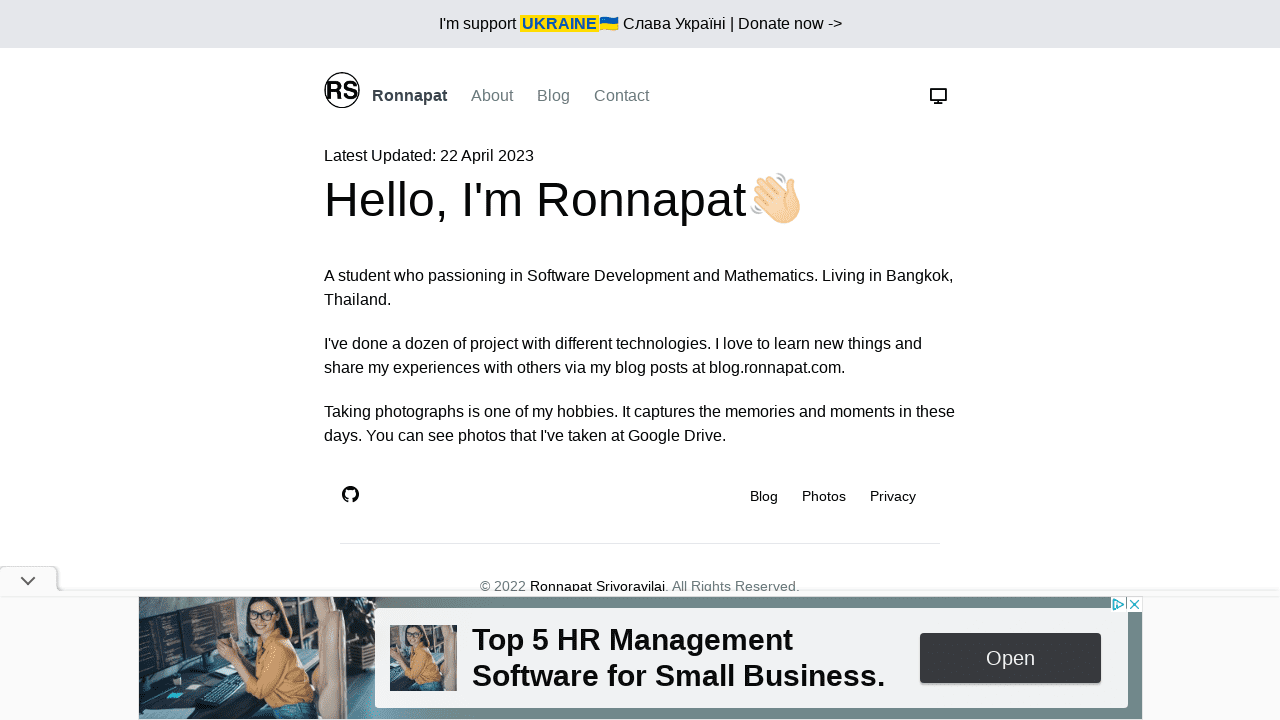 I'm support UKRAINE🇺🇦 Слава Україні | Donate now ->
RS Ronnapat About Blog Contact
Latest Updated: 22 April 2023
Hello, I'm Ronnapat👋🏻
A student who passioning in Software Development and Mathematics. Living in Bangkok,
Thailand.
I've done a dozen of project with different technologies. I love to learn new things and
share my experiences with others via my blog posts at blog.ronnapat.com.
Taking photographs is one of my hobbies. It captures the memories and moments in these
days. You can see photos that I've taken at Google Drive.
Blog Photos Privacy
© 2022 Ronnapat Srivoravilai. All Rights Reserved.
Top 5 HR Management
Software for Small Business.
Open